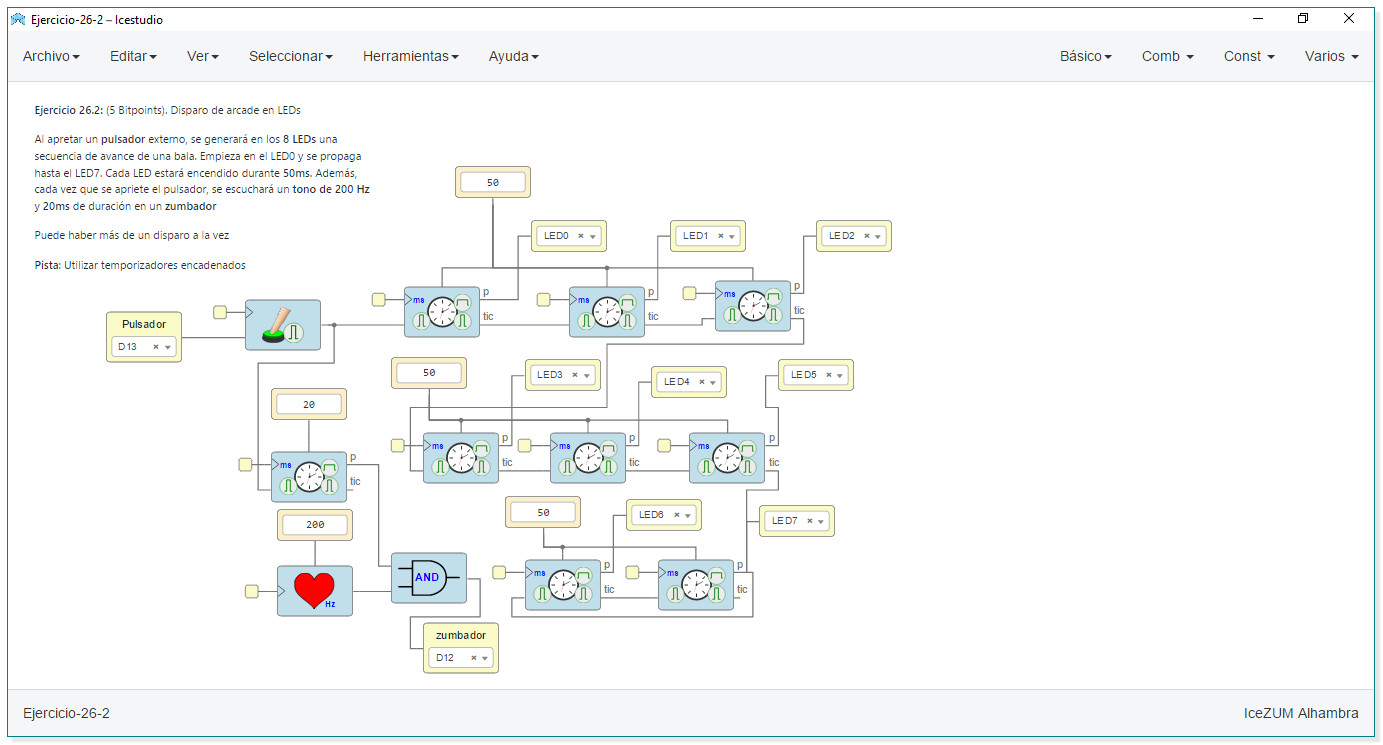 Ejercicio-26-2 – Icestudio
Archivo Editar Ver Seleccionar Herramientas Ayuda Básico Comb Const Varios
Ejercicio 26.2: (5 Bitpoints). Disparo de arcade en LEDs
Al apretar un pulsador externo, se generará en los 8 LEDs una
secuencia de avance de una bala. Empieza en el LED0 y se propaga
hasta el LED7. Cada LED estará encendido durante 50ms. Además,
cada vez que se apriete el pulsador, se escuchará un tono de 200 Hz
y 20ms de duración en un zumbador
Puede haber más de un disparo a la vez
Pista: Utilizar temporizadores encadenados
50
LED0
LED1
LED2
ms
p
tic
ms
p
tic
ms
p
tic
Pulsador
D13
50
LED3
LED4
LED5
20
ms
p
tic
ms
p
tic
ms
p
tic
ms
p
tic
50
LED6
LED7
200
ms
p
tic
ms
p
tic
Hz
AND
zumbador
D12
Ejercicio-26-2
IceZUM Alhambra